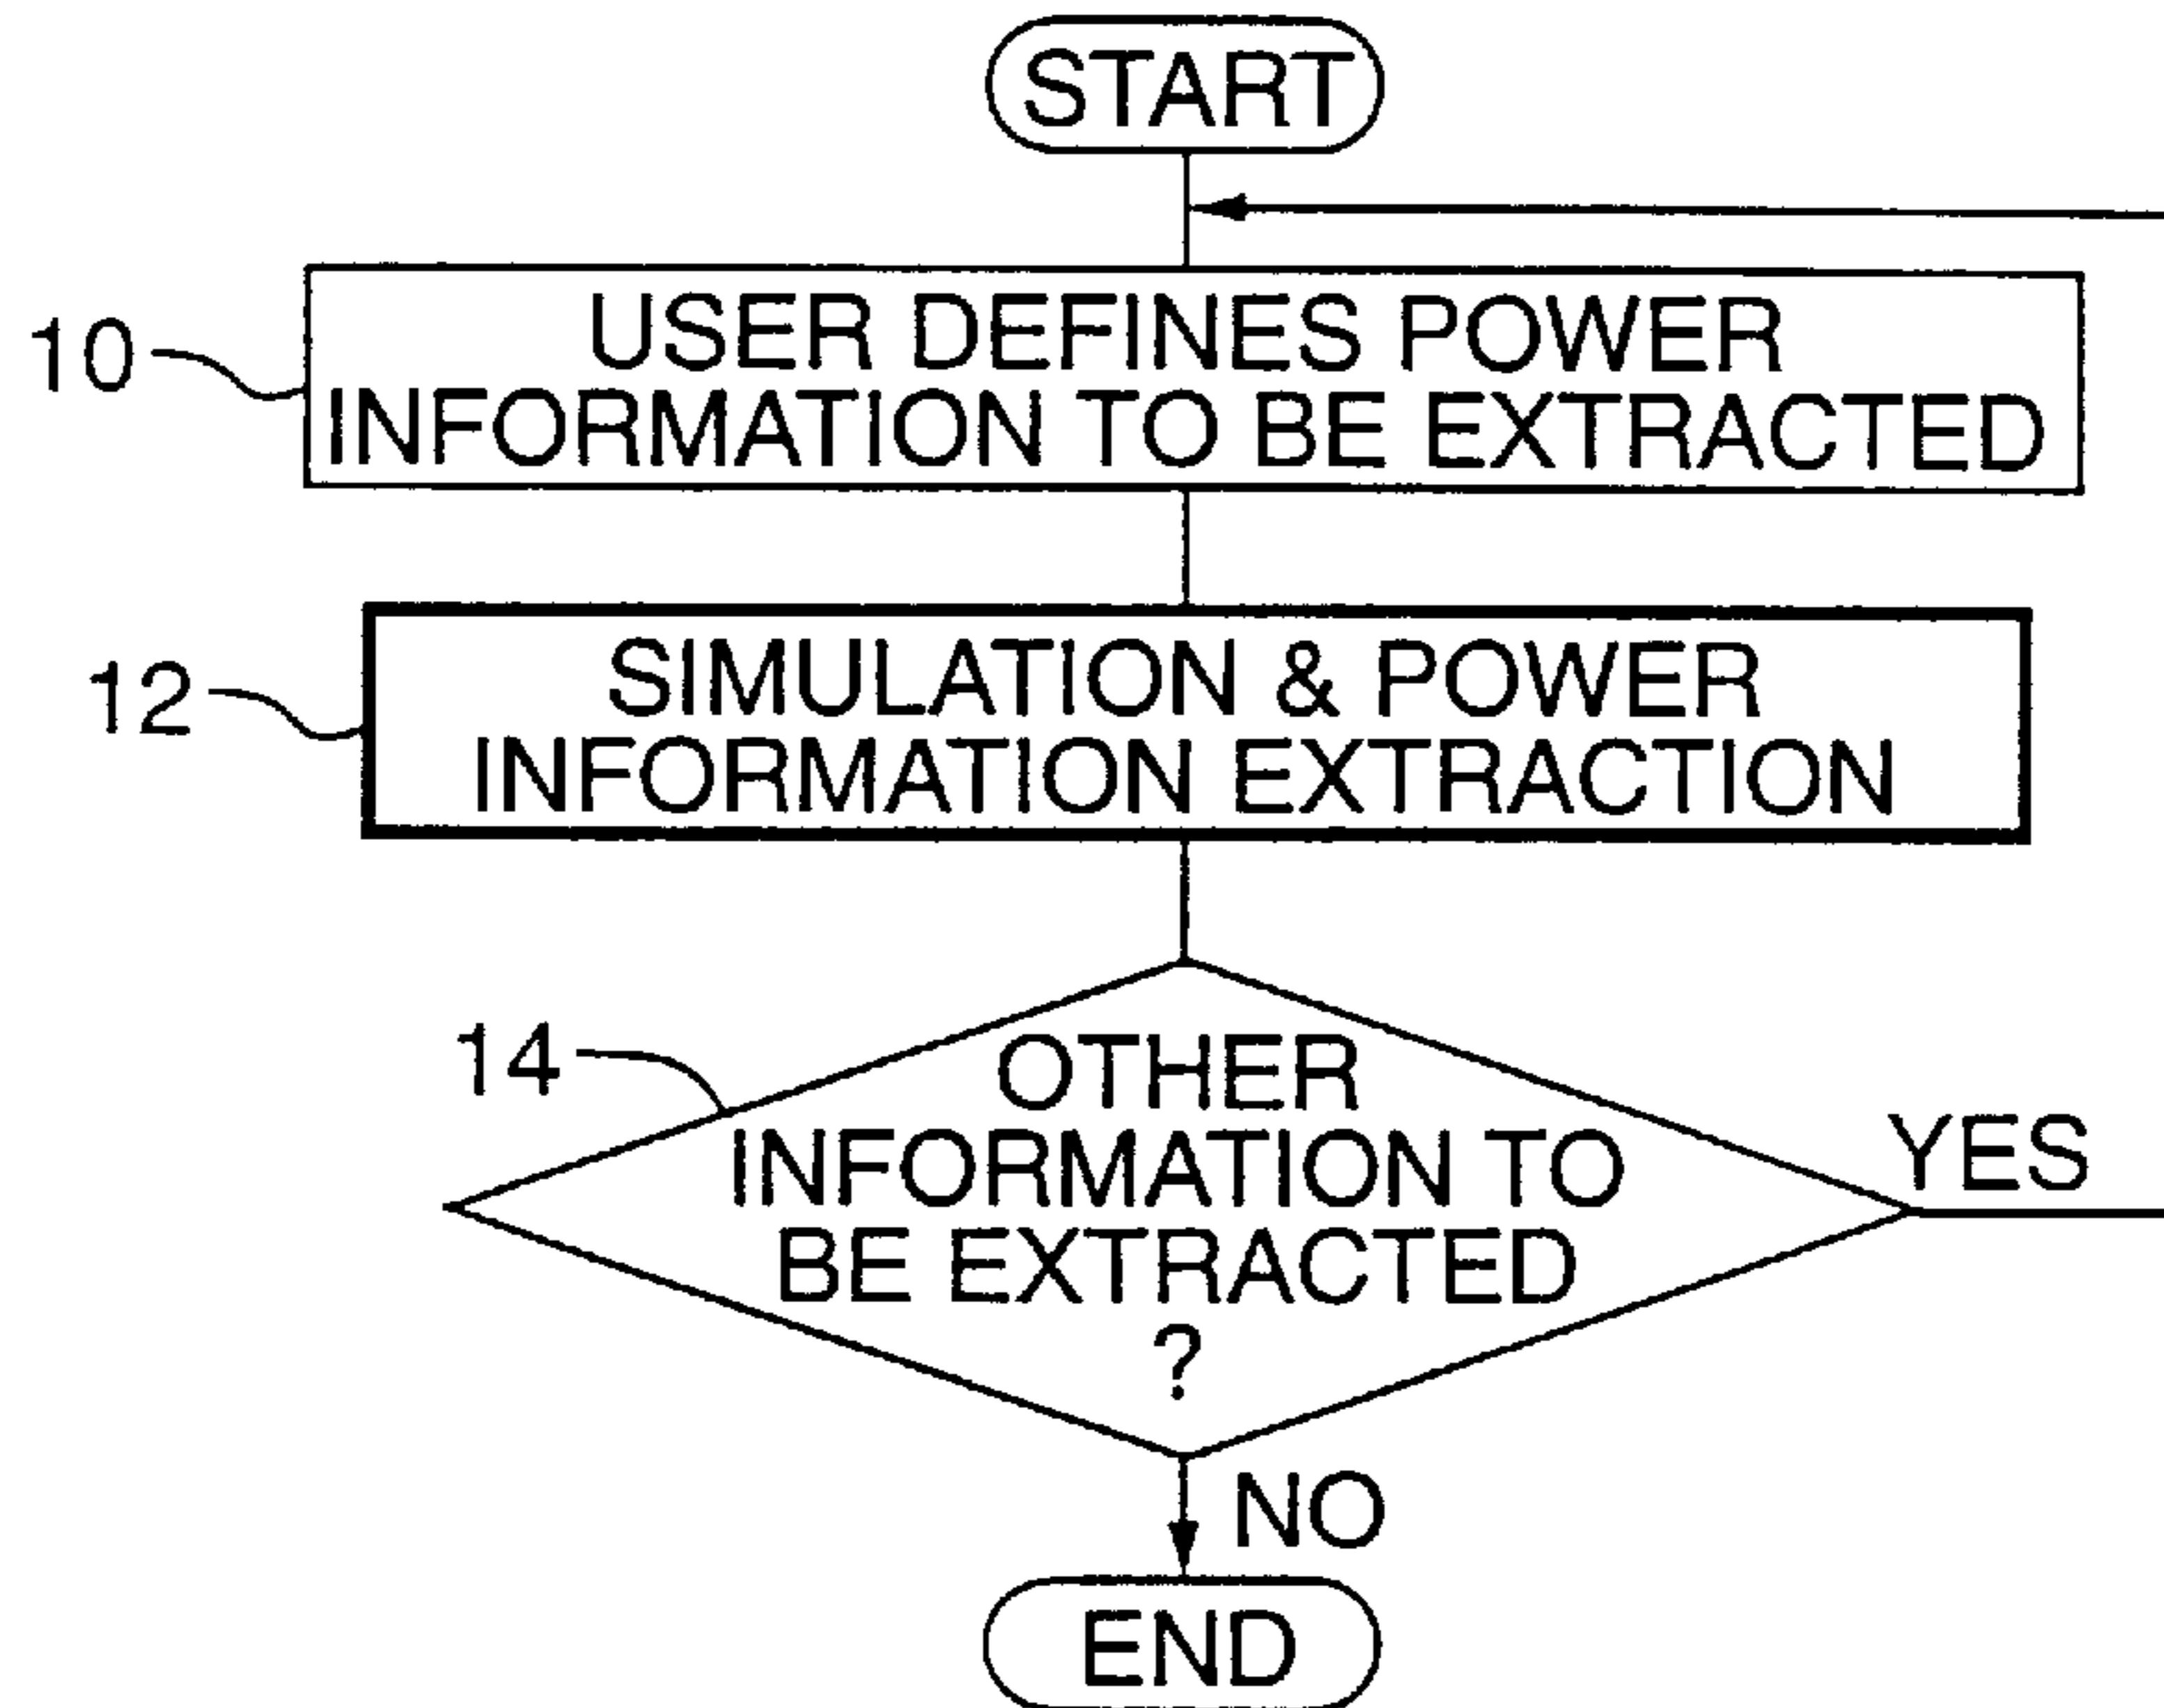 START
10
USER DEFINES POWER
INFORMATION TO BE EXTRACTED
12
SIMULATION & POWER
INFORMATION EXTRACTION
14
OTHER
INFORMATION TO
BE EXTRACTED
?
YES
NO
END